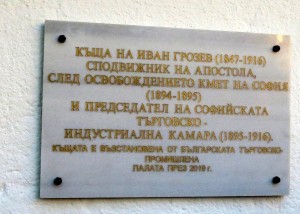 КЪЩА НА ИВАН ГРОЗЕВ (1847-1916)
СПОДВИЖНИК НА АПОСТОЛА,
СЛЕД ОСВОБОЖДЕНИЕТО КМЕТ НА СОФИЯ
(1894-1895)
И ПРЕДСЕДАТЕЛ НА СОФИЙСКАТА
ТЪРГОВСКО -
ИНДУСТРИАЛНА КАМАРА (1895-1916).
КЪЩАТА Е ВЪЗСТАНОВЕНА ОТ БЪЛГАРСКАТА ТЪРГОВСКО-
ПРОМИШЛЕНА
ПАЛАТА ПРЕЗ 2019 г.